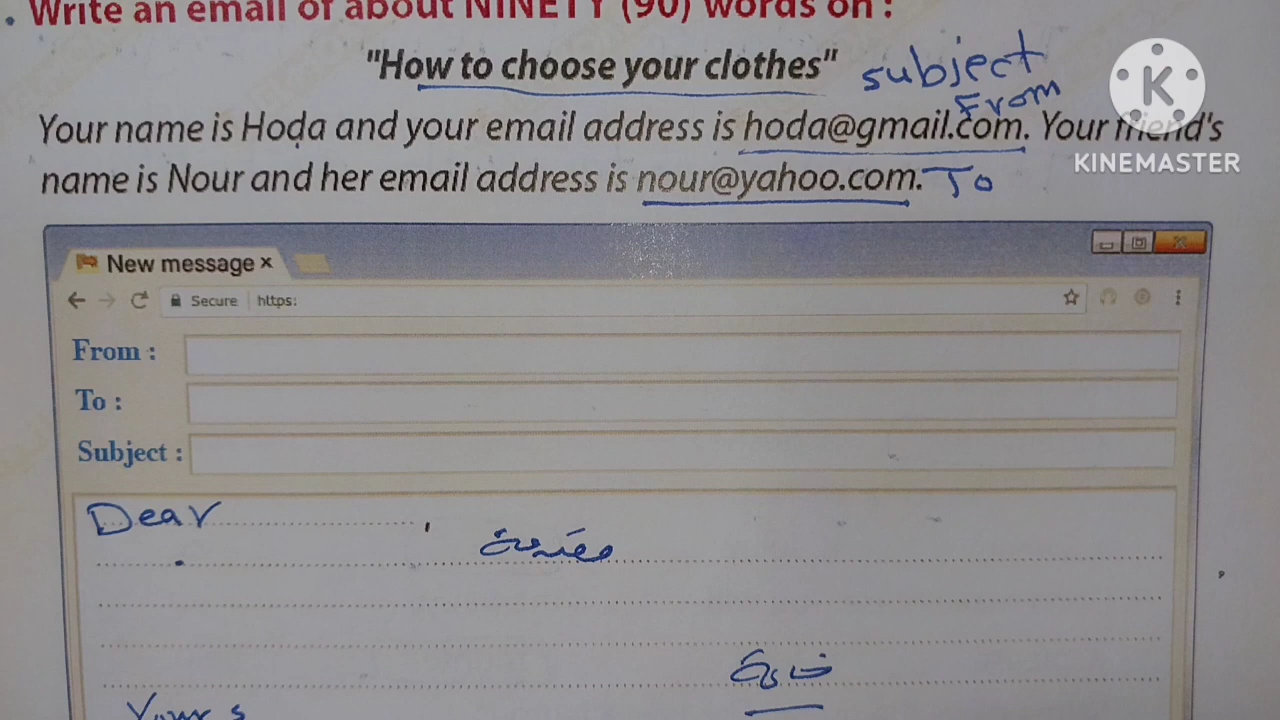 . Write an email of about NINETY (90) words on :
"How to choose your clothes" subject
From
Your name is Hoda and your email address is hoda@gmail.com. Your friend's
name is Nour and her email address is nour@yahoo.com. To
K
KINEMASTER
New message ×
Secure https:
From :
To :
Subject :
Dear ,
مقدمة
خاتمة
Yours